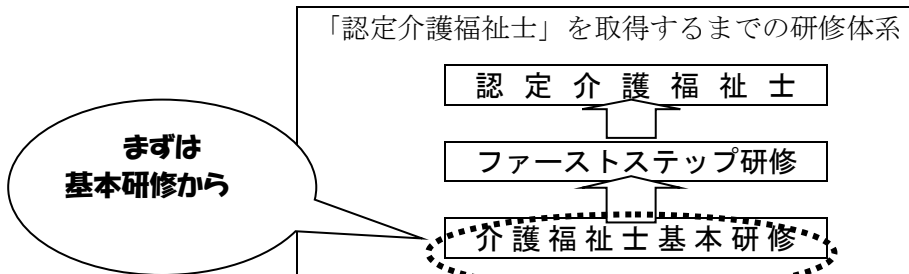 「認定介護福祉士」を取得するまでの研修体系
認定介護福祉士
まずは
基本研修から
ファーストステップ研修
介護福祉士基本研修